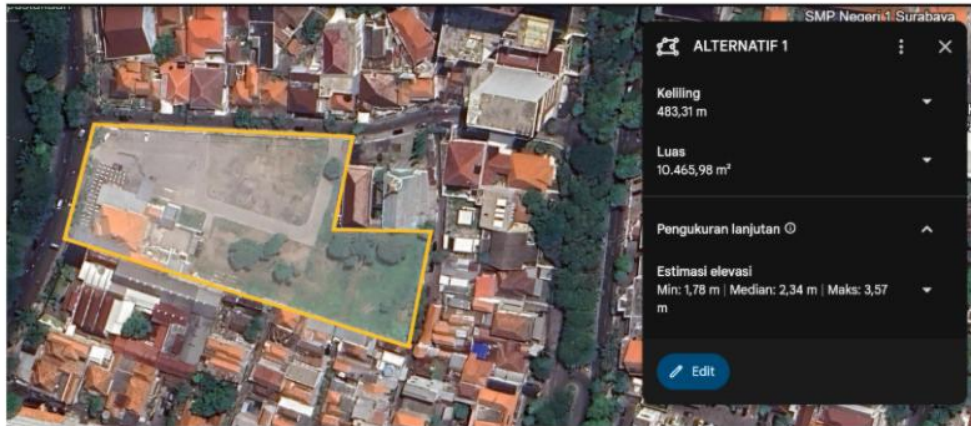 SMP Negeri 1 Surabaya
ALTERNATIF 1
Keliling
483,31 m
Luas
10.465,98 m²
Pengukuran lanjutan
Estimasi elevasi
Min: 1,78 m | Median: 2,34 m | Maks: 3,57
m
Edit